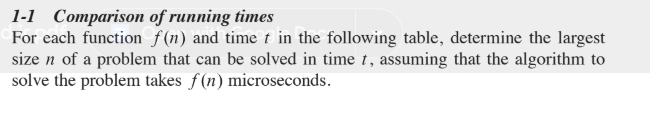 1-1 Comparison of running times
For each function f(n) and time t in the following table, determine the largest
size n of a problem that can be solved in time t, assuming that the algorithm to
solve the problem takes f(n) microseconds.